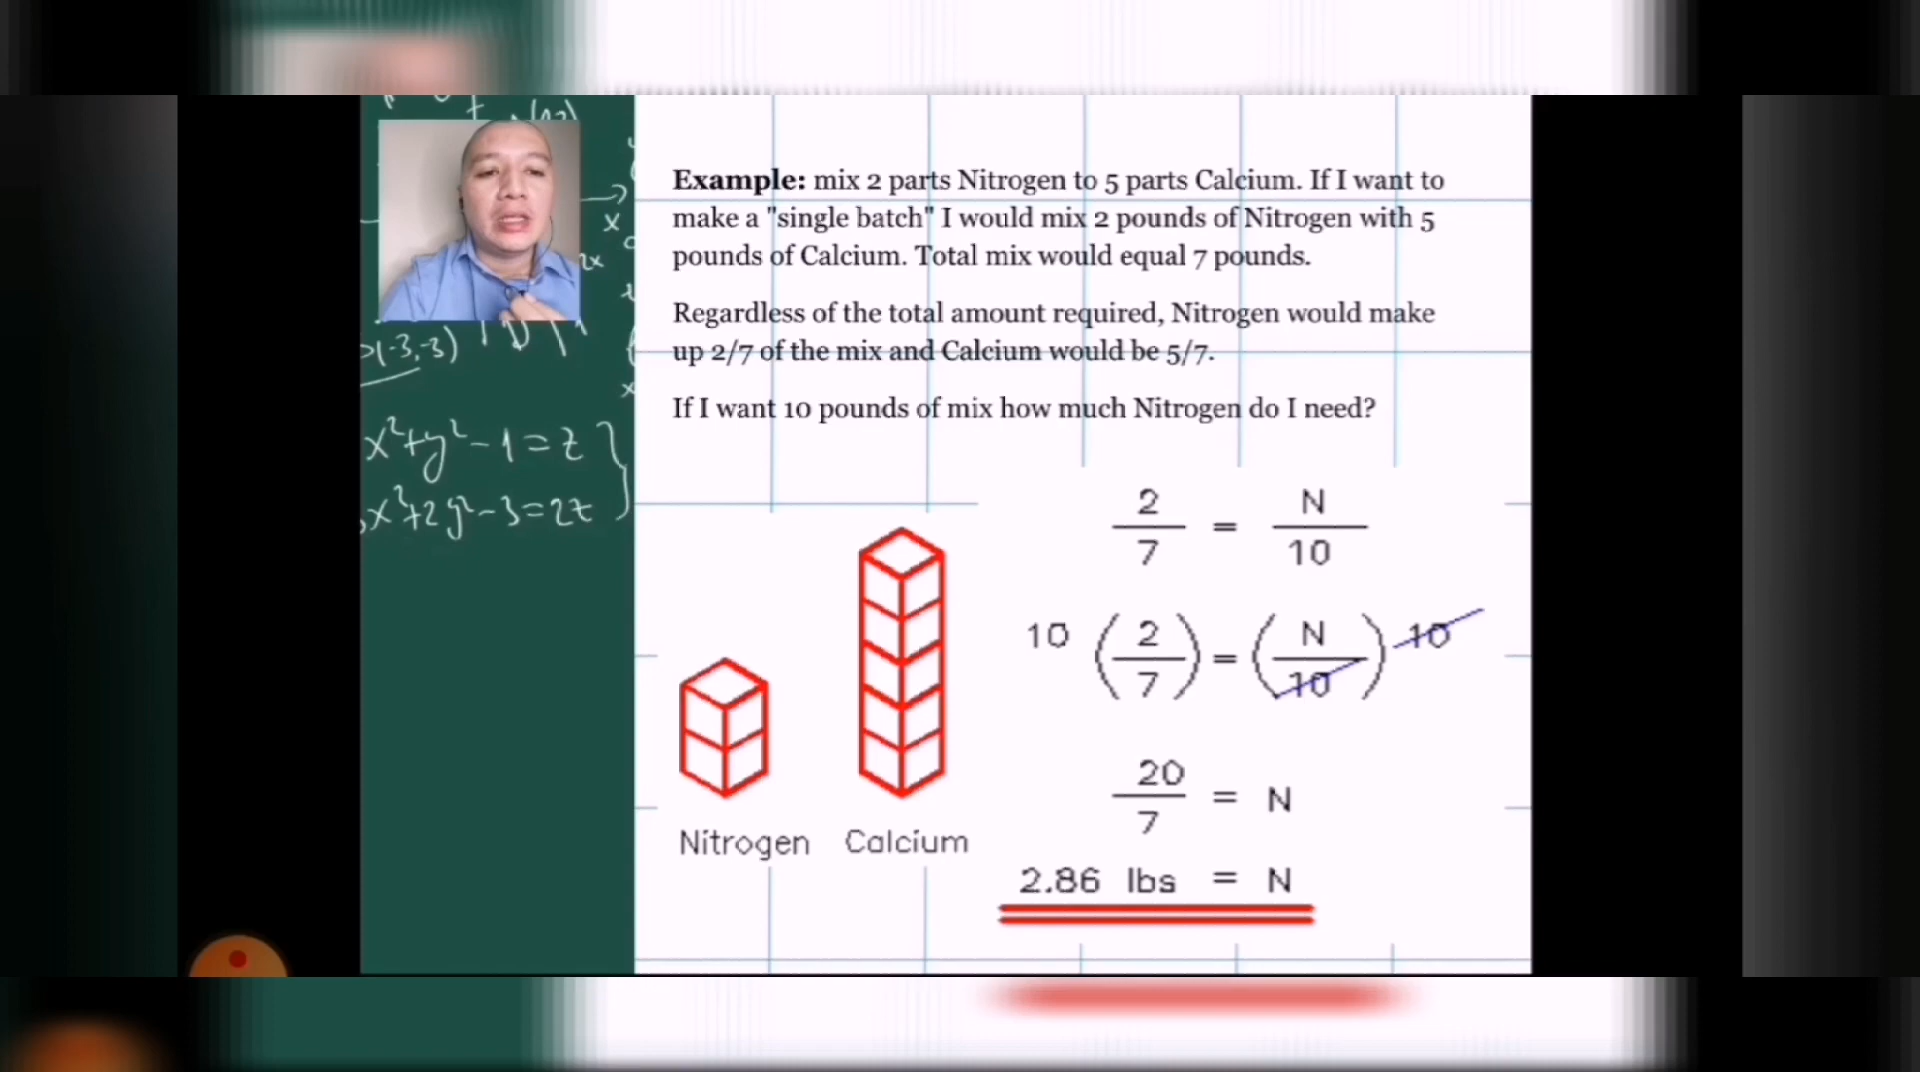 Example: mix 2 parts Nitrogen to 5 parts Calcium. If I want to
make a "single batch" I would mix 2 pounds of Nitrogen with 5
pounds of Calcium. Total mix would equal 7 pounds.
Regardless of the total amount required, Nitrogen would make
up 2/7 of the mix and Calcium would be 5/7.
If I want 10 pounds of mix how much Nitrogen do I need?
2/7 = N/10
10 (2/7) = (N/10) 10
20/7 = N
2.86 lbs = N
Nitrogen Calcium
x
2x
(-3,-3)
x²+y²-1=z
x²+2y²-3=2z